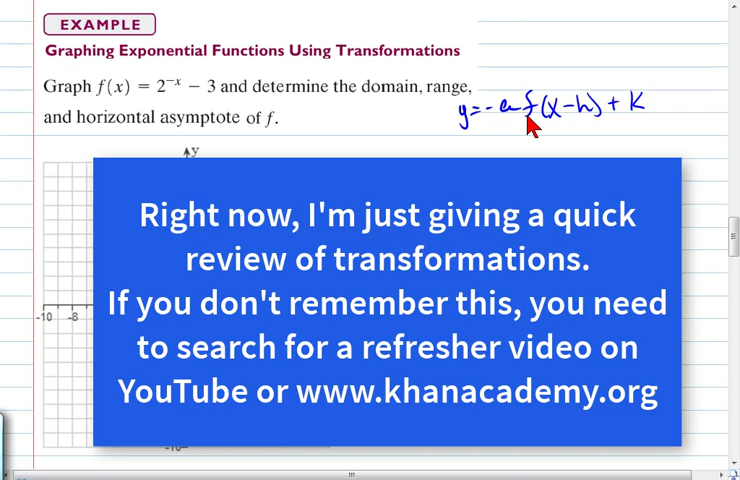 EXAMPLE
Graphing Exponential Functions Using Transformations
Graph f(x) = 2⁻ˣ − 3 and determine the domain, range,
and horizontal asymptote of f.
y = -a f(x-h) + k
y
Right now, I'm just giving a quick
review of transformations.
If you don't remember this, you need
to search for a refresher video on
YouTube or www.khanacademy.org
-10 -8